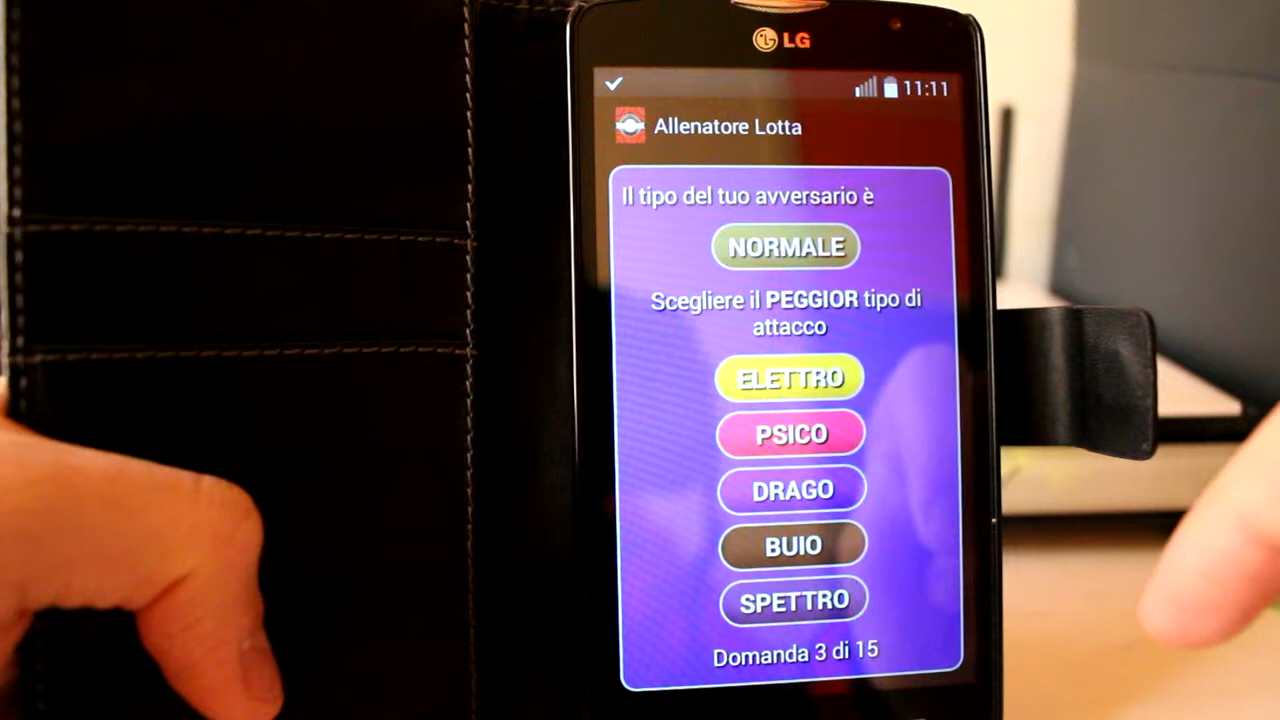 LG
11:11
Allenatore Lotta
Il tipo del tuo avversario è
NORMALE
Scegliere il PEGGIOR tipo di
attacco
ELETTRO
PSICO
DRAGO
BUIO
SPETTRO
Domanda 3 di 15